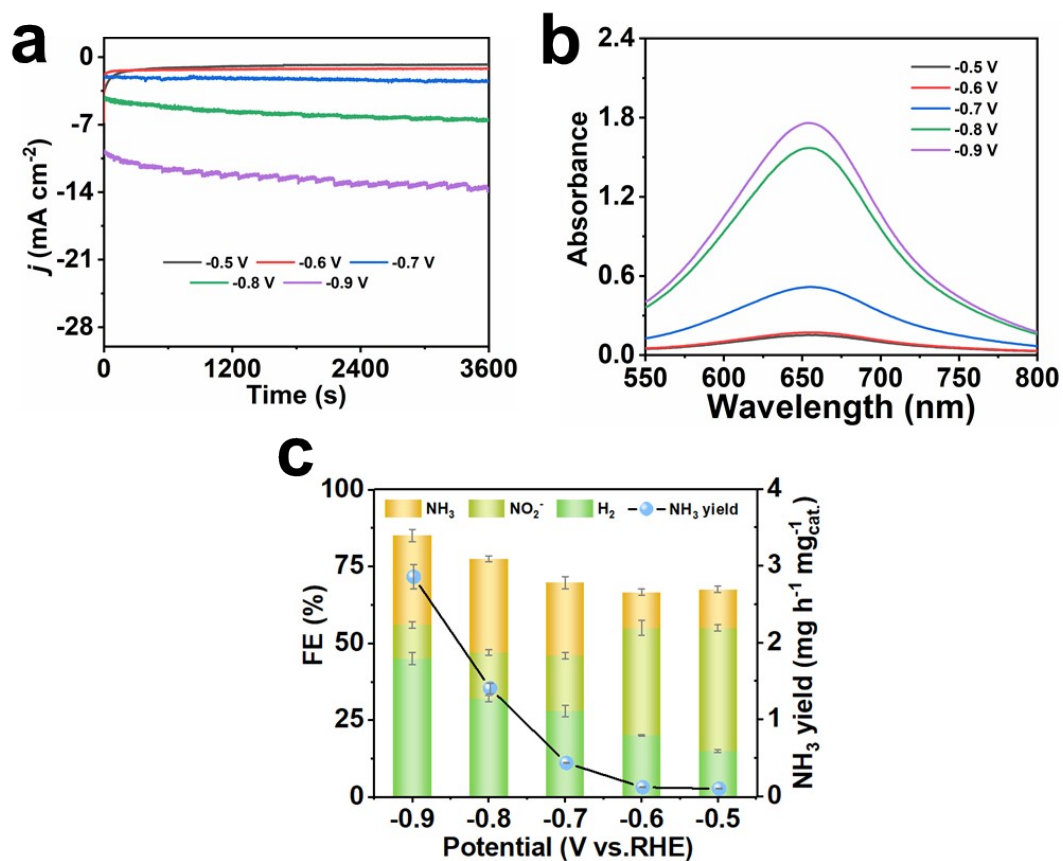 a
0
-7
-14
-21
-28
j (mA cm⁻²)
-0.5 V -0.6 V -0.7 V
-0.8 V -0.9 V
0 1200 2400 3600
Time (s)
b
2.4
1.8
1.2
0.6
0.0
Absorbance
-0.5 V
-0.6 V
-0.7 V
-0.8 V
-0.9 V
550 600 650 700 750 800
Wavelength (nm)
c
100
75
50
25
0
FE (%)
NH₃ NO₂⁻ H₂ NH₃ yield
4
3
2
1
0
NH₃ yield (mg h⁻¹ mg⁻¹cat.)
-0.9 -0.8 -0.7 -0.6 -0.5
Potential (V vs.RHE)